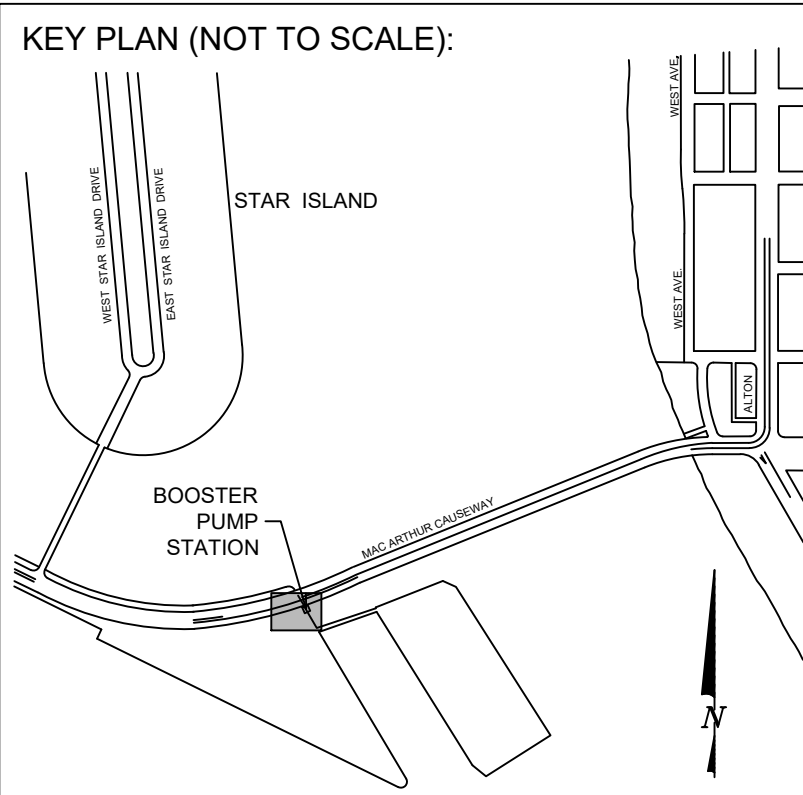 KEY PLAN (NOT TO SCALE):
WEST AVE,
WEST STAR ISLAND DRIVE
EAST STAR ISLAND DRIVE
STAR ISLAND
WEST AVE.
ALTON
BOOSTER
PUMP
STATION
MAC ARTHUR CAUSEWAY
N